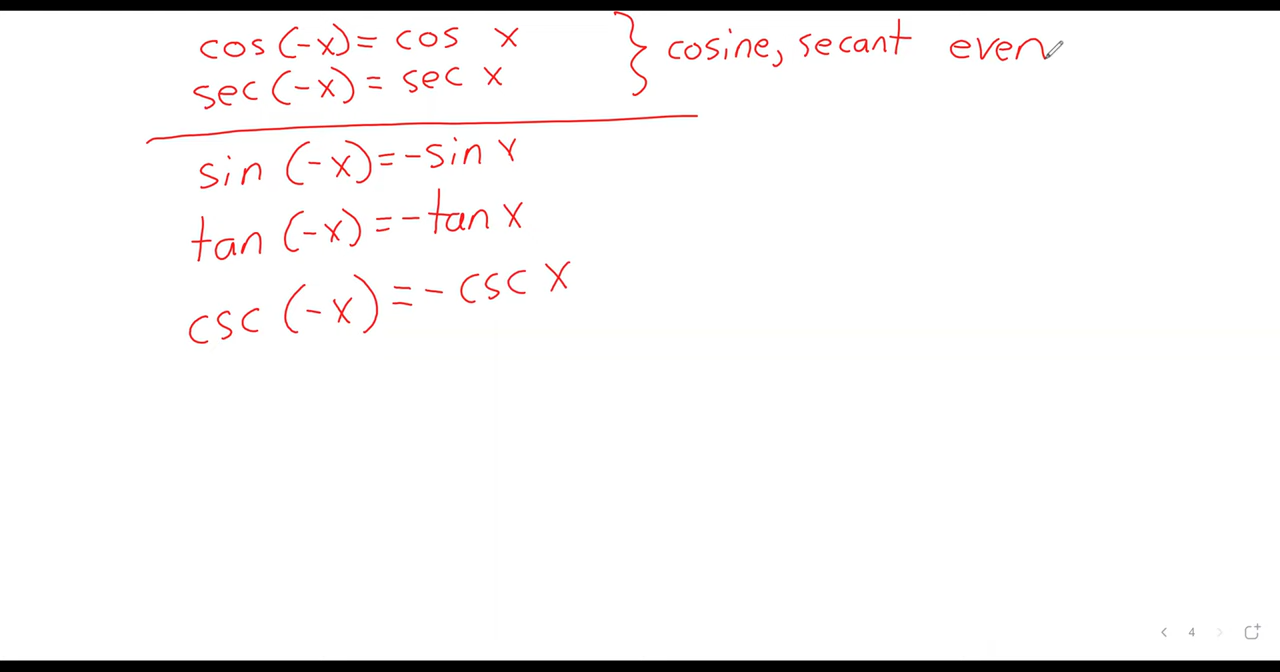 cos (-x) = cos x } cosine, secant even
sec (-x) = sec x
sin (-x) = -sin x
tan (-x) = -tan x
csc (-x) = -csc x
4